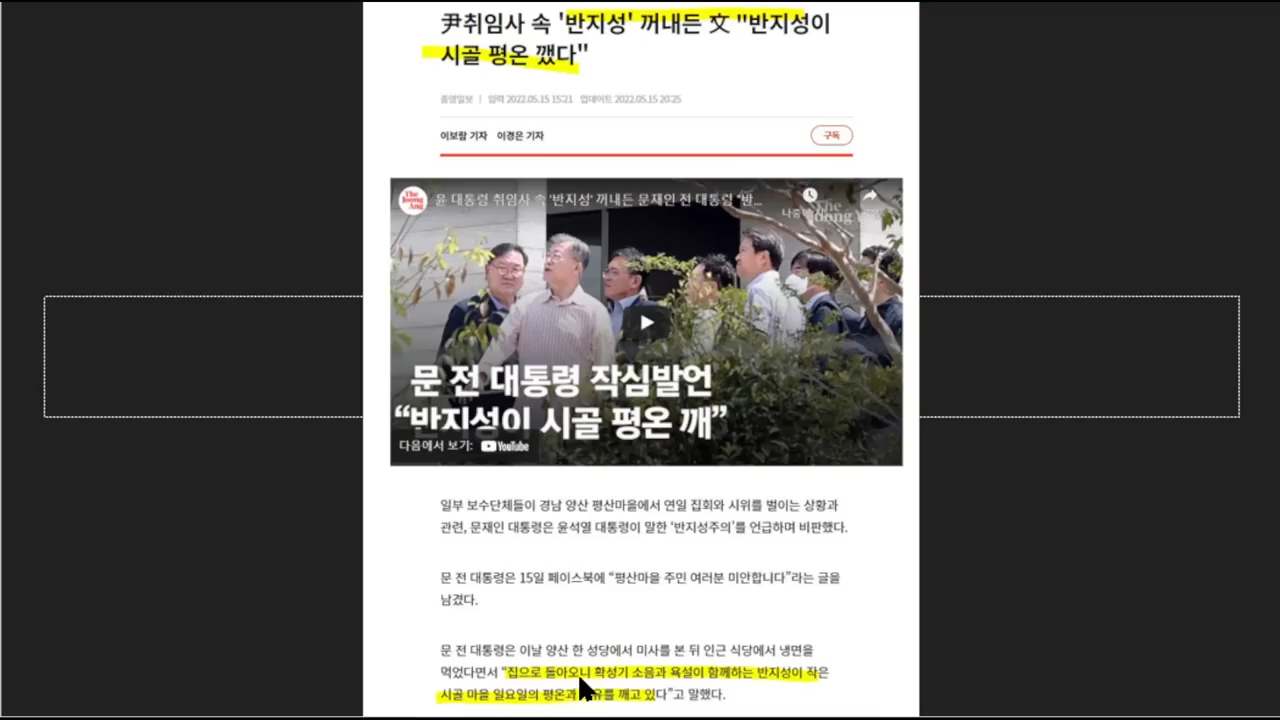 尹취임사 속 '반지성' 꺼내든 文 "반지성이
시골 평온 깼다"
중앙일보 | 입력 2022.05.15 15:21 업데이트 2022.05.15 20:25
이보람 기자 이경은 기자
구독
The Joong Ang
윤 대통령 취임사 속 '반지성' 꺼내든 문재인 전 대통령 "반...
나중
The
Joong
문 전 대통령 작심발언
“반지성이 시골 평온 깨”
다음에서 보기: YouTube
일부 보수단체들이 경남 양산 평산마을에서 연일 집회와 시위를 벌이는 상황과
관련, 문재인 대통령은 윤석열 대통령이 말한 ‘반지성주의’를 언급하며 비판했다.
문 전 대통령은 15일 페이스북에 “평산마을 주민 여러분 미안합니다”라는 글을
남겼다.
문 전 대통령은 이날 양산 한 성당에서 미사를 본 뒤 인근 식당에서 냉면을
먹었다면서 “집으로 돌아오니 확성기 소음과 욕설이 함께하는 반지성이 작은
시골 마을 일요일의 평온과 유를 깨고 있다”고 말했다.